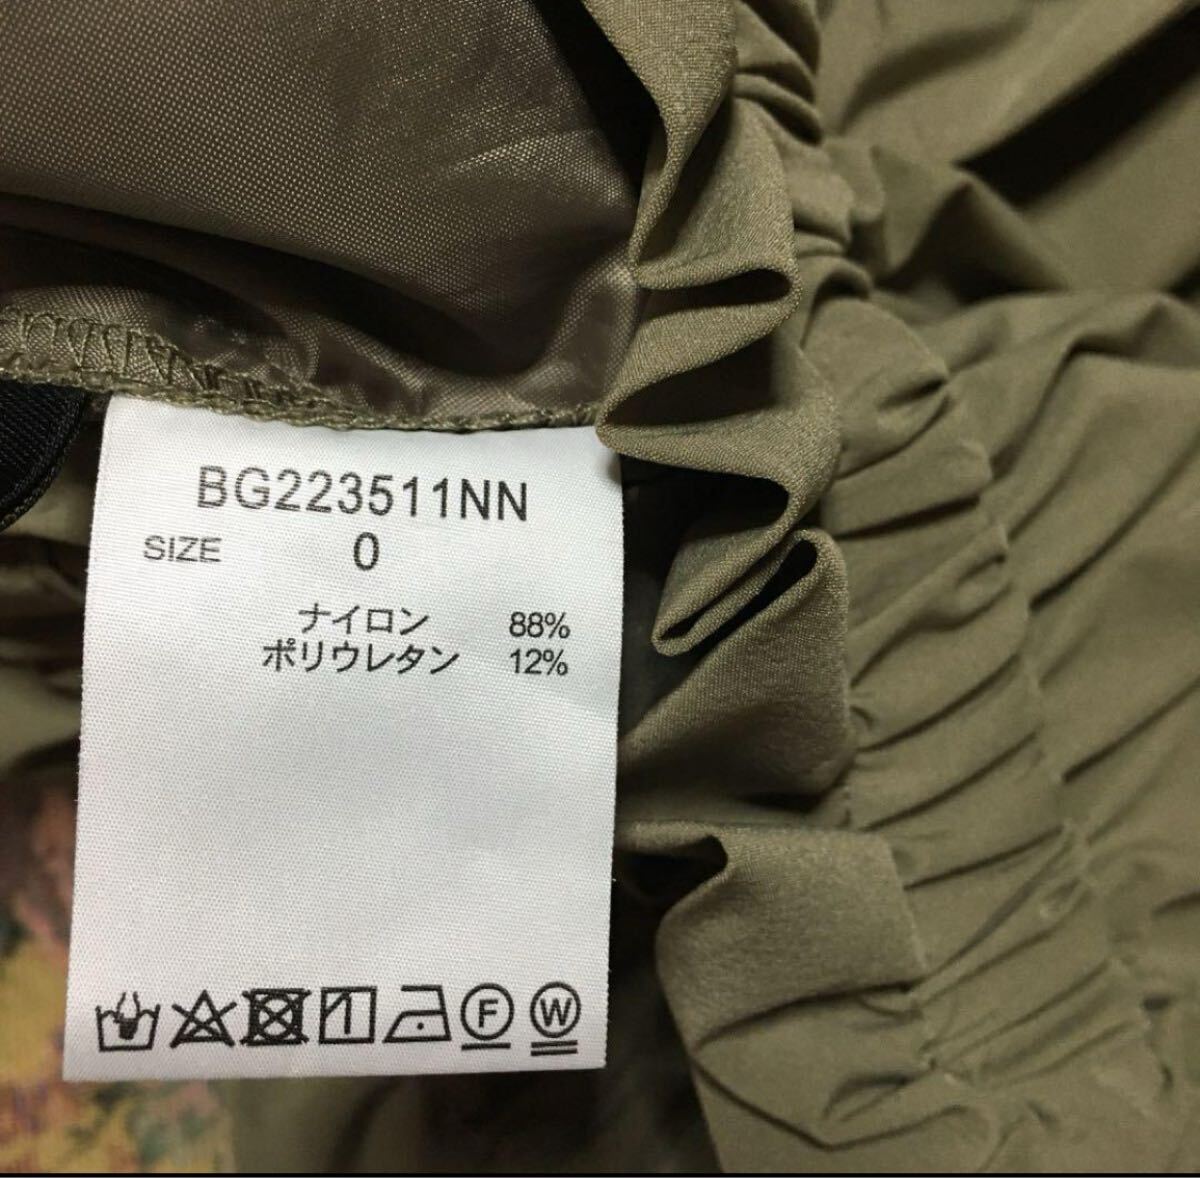 BG223511NN
SIZE 0
ナイロン 88%
ポリウレタン 12%
F W